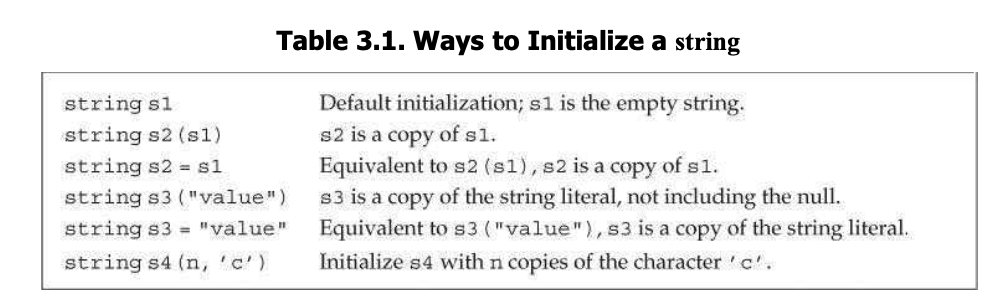 Table 3.1. Ways to Initialize a string
string s1 Default initialization; s1 is the empty string.
string s2(s1) s2 is a copy of s1.
string s2 = s1 Equivalent to s2(s1), s2 is a copy of s1.
string s3("value") s3 is a copy of the string literal, not including the null.
string s3 = "value" Equivalent to s3("value"), s3 is a copy of the string literal.
string s4(n, 'c') Initialize s4 with n copies of the character 'c'.